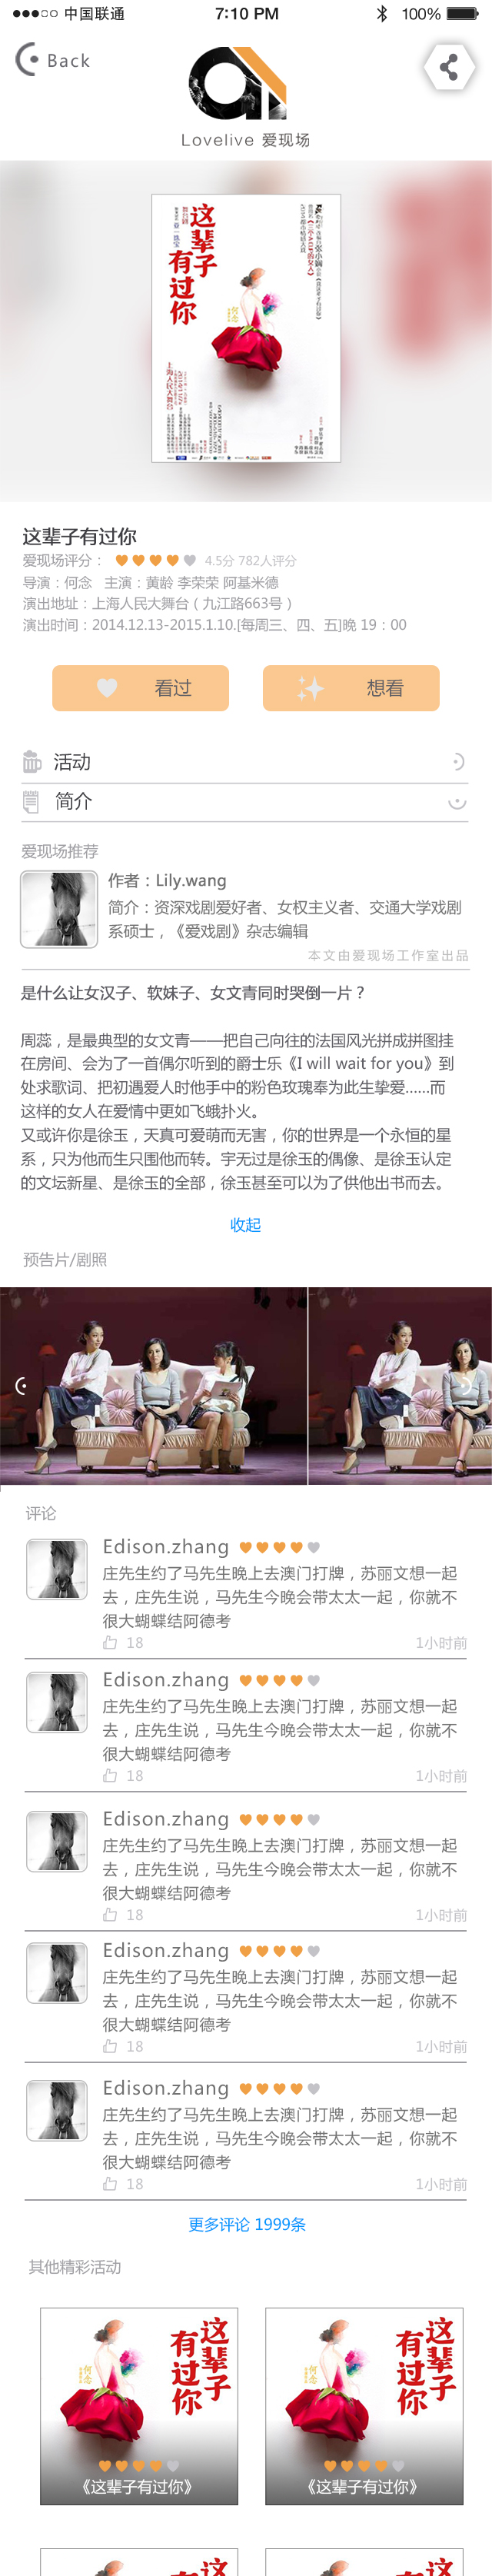 中国联通
7:10 PM
100%
Back
Lovelive 爱现场
这辈子
有过你
何念
上海人民大舞台
这辈子有过你
爱现场评分： 4.5分 782人评分
导演：何念 主演：黄龄 李荣荣 阿基米德
演出地址：上海人民大舞台（九江路663号）
演出时间：2014.12.13-2015.1.10.[每周三、四、五]晚 19：00
看过
想看
活动
简介
爱现场推荐
作者：Lily.wang
简介：资深戏剧爱好者、女权主义者、交通大学戏剧
系硕士，《爱戏剧》杂志编辑
本文由爱现场工作室出品
是什么让女汉子、软妹子、女文青同时哭倒一片？
周蕊，是最典型的女文青——把自己向往的法国风光拼成拼图挂
在房间、会为了一首偶尔听到的爵士乐《I will wait for you》到
处求歌词、把初遇爱人时他手中的粉色玫瑰奉为此生挚爱......而
这样的女人在爱情中更如飞蛾扑火。
又或许你是徐玉，天真可爱萌而无害，你的世界是一个永恒的星
系，只为他而生只围他而转。宇无过是徐玉的偶像、是徐玉认定
的文坛新星、是徐玉的全部，徐玉甚至可以为了供他出书而去。
收起
预告片/剧照
评论
Edison.zhang
庄先生约了马先生晚上去澳门打牌，苏丽文想一起
去，庄先生说，马先生今晚会带太太一起，你就不
很大蝴蝶结阿德考
18
1小时前
Edison.zhang
庄先生约了马先生晚上去澳门打牌，苏丽文想一起
去，庄先生说，马先生今晚会带太太一起，你就不
很大蝴蝶结阿德考
18
1小时前
Edison.zhang
庄先生约了马先生晚上去澳门打牌，苏丽文想一起
去，庄先生说，马先生今晚会带太太一起，你就不
很大蝴蝶结阿德考
18
1小时前
Edison.zhang
庄先生约了马先生晚上去澳门打牌，苏丽文想一起
去，庄先生说，马先生今晚会带太太一起，你就不
很大蝴蝶结阿德考
18
1小时前
Edison.zhang
庄先生约了马先生晚上去澳门打牌，苏丽文想一起
去，庄先生说，马先生今晚会带太太一起，你就不
很大蝴蝶结阿德考
18
1小时前
更多评论 1999条
其他精彩活动
这辈子
有过你
何念
《这辈子有过你》
这辈子
有过你
何念
《这辈子有过你》
这
有
这
有